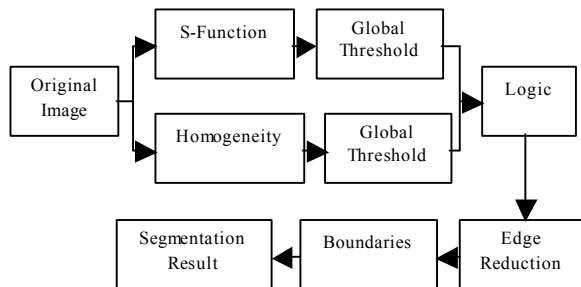 S-Function
Global
Threshold
Original
Image
Logic
Homogeneity
Global
Threshold
Segmentation
Result
Boundaries
Edge
Reduction